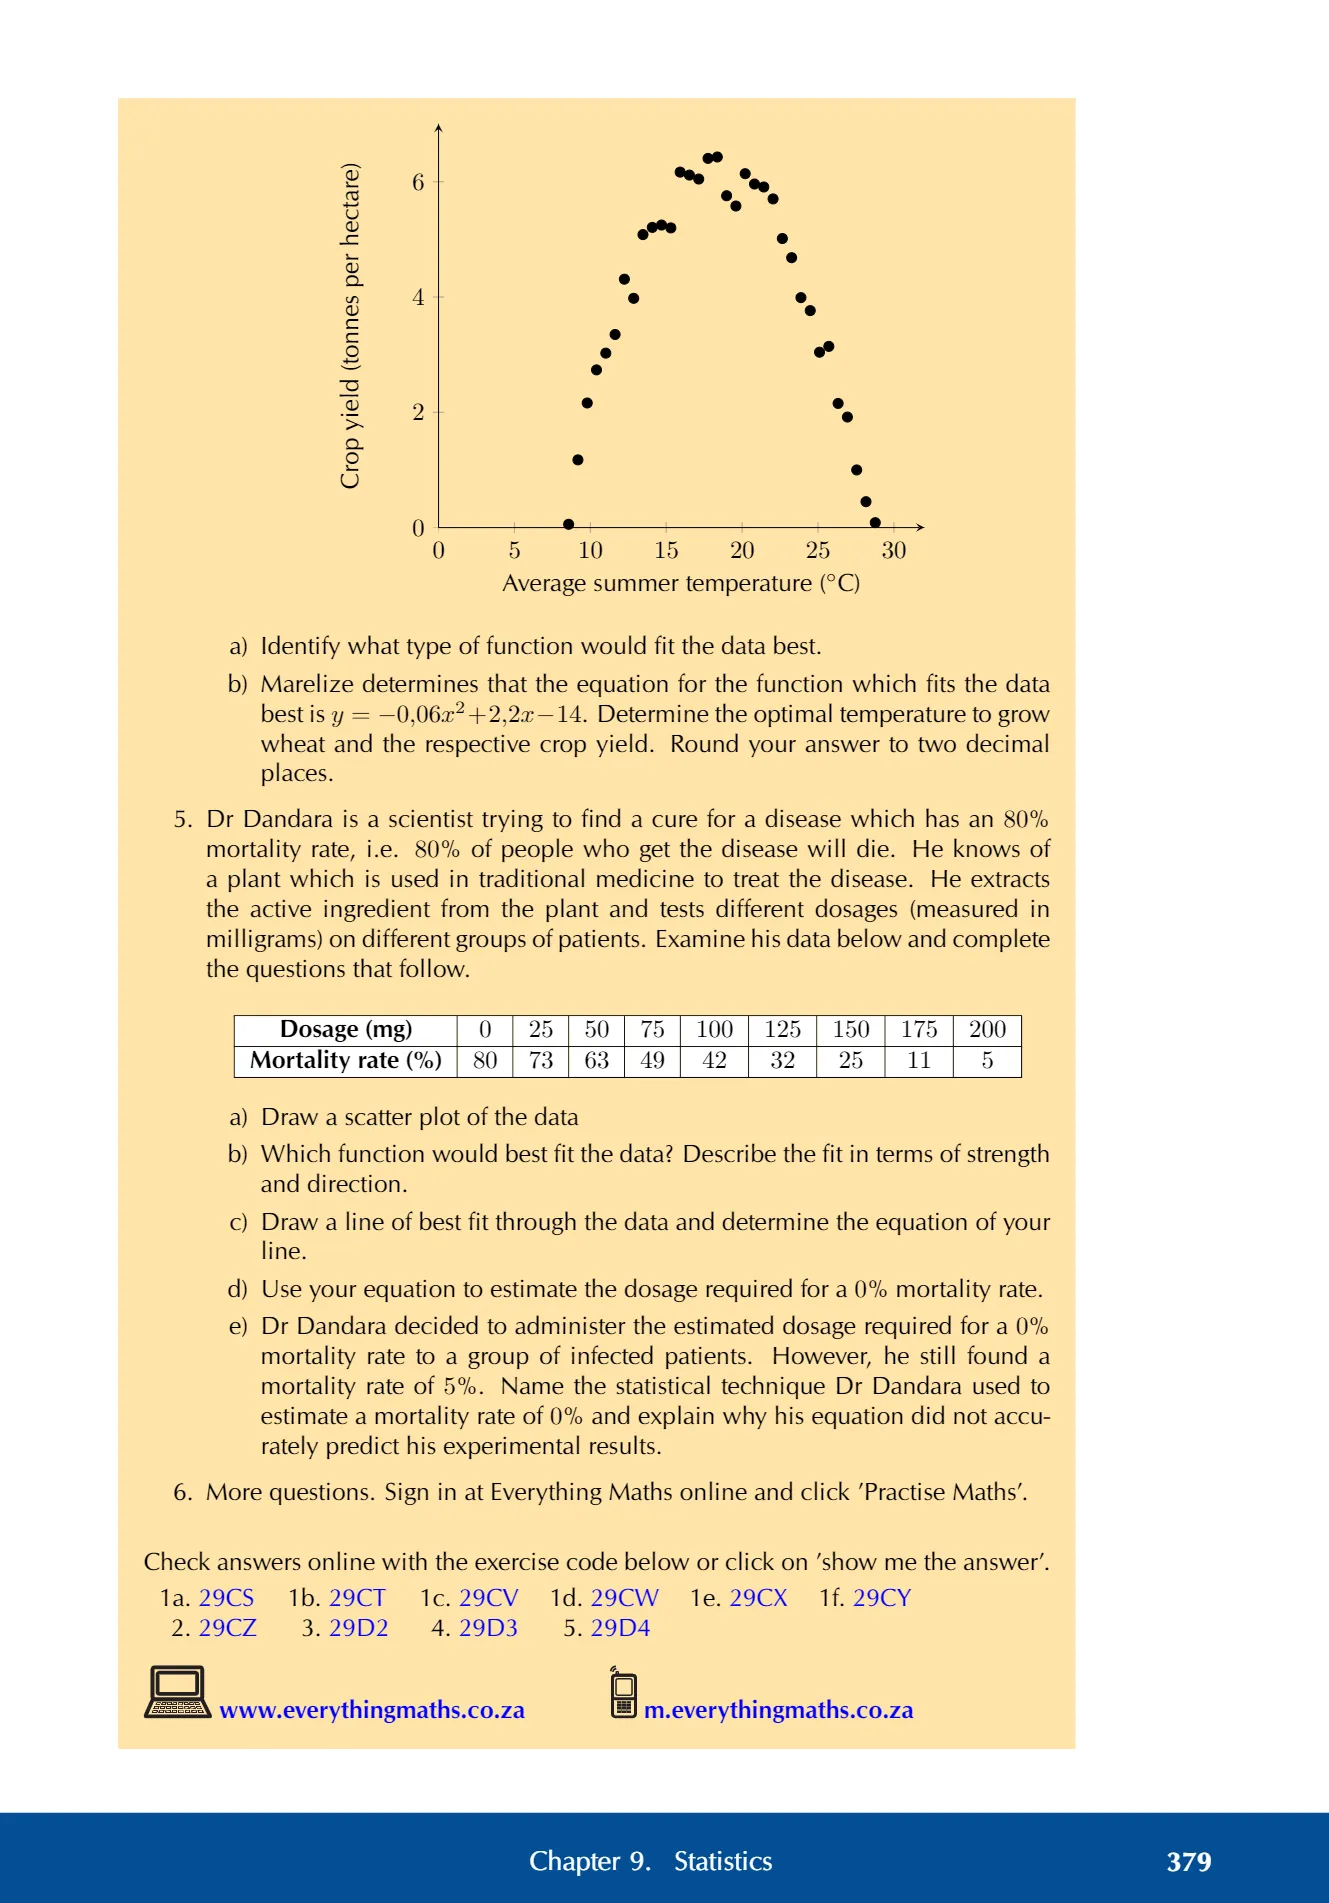 6
4
2
0
0 5 10 15 20 25 30
Crop yield (tonnes per hectare)
Average summer temperature (°C)
a) Identify what type of function would fit the data best.
b) Marelize determines that the equation for the function which fits the data
best is y = −0,06x²+2,2x−14. Determine the optimal temperature to grow
wheat and the respective crop yield. Round your answer to two decimal
places.
5. Dr Dandara is a scientist trying to find a cure for a disease which has an 80%
mortality rate, i.e. 80% of people who get the disease will die. He knows of
a plant which is used in traditional medicine to treat the disease. He extracts
the active ingredient from the plant and tests different dosages (measured in
milligrams) on different groups of patients. Examine his data below and complete
the questions that follow.
Dosage (mg) 0 25 50 75 100 125 150 175 200
Mortality rate (%) 80 73 63 49 42 32 25 11 5
a) Draw a scatter plot of the data
b) Which function would best fit the data? Describe the fit in terms of strength
and direction.
c) Draw a line of best fit through the data and determine the equation of your
line.
d) Use your equation to estimate the dosage required for a 0% mortality rate.
e) Dr Dandara decided to administer the estimated dosage required for a 0%
mortality rate to a group of infected patients. However, he still found a
mortality rate of 5%. Name the statistical technique Dr Dandara used to
estimate a mortality rate of 0% and explain why his equation did not accu-
rately predict his experimental results.
6. More questions. Sign in at Everything Maths online and click ’Practise Maths’.
Check answers online with the exercise code below or click on ’show me the answer’.
1a. 29CS 1b. 29CT 1c. 29CV 1d. 29CW 1e. 29CX 1f. 29CY
2. 29CZ 3. 29D2 4. 29D3 5. 29D4
www.everythingmaths.co.za m.everythingmaths.co.za
Chapter 9. Statistics 379